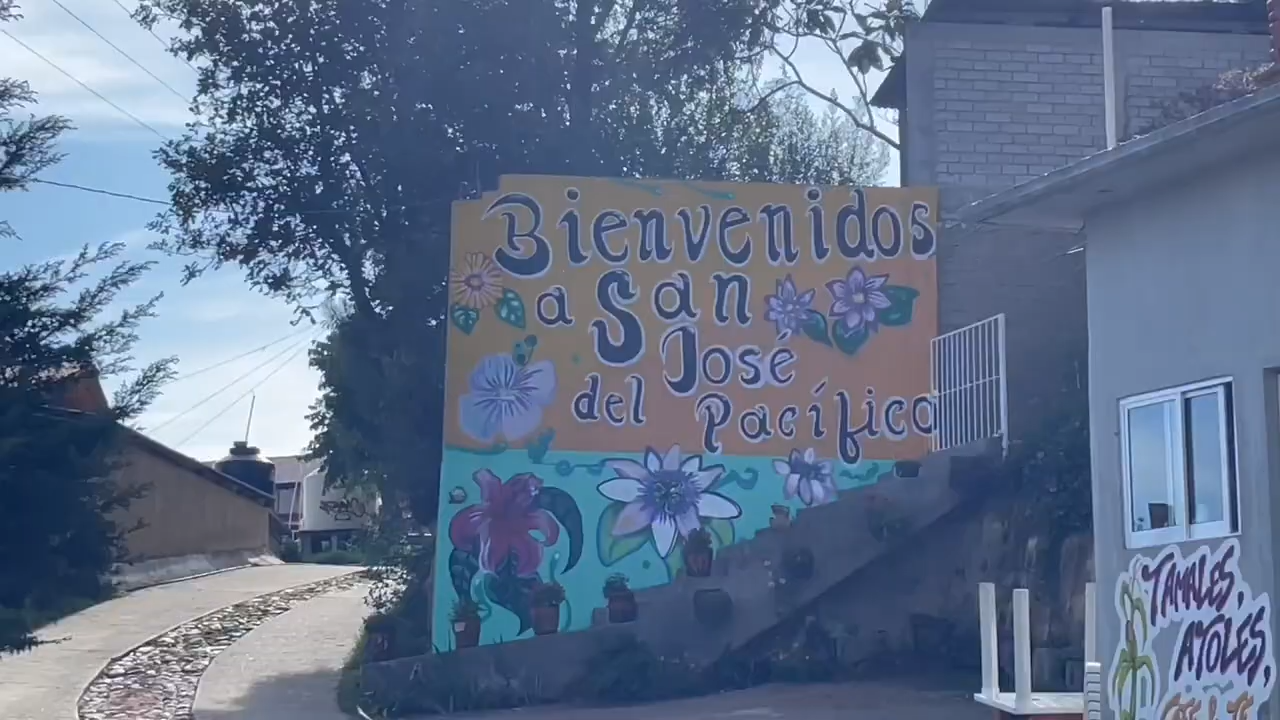 Bienvenidos
a San
José
del Pacífico
TAMALES,
ATOLES,